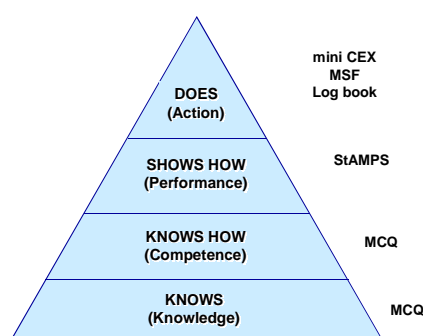 mini CEX
MSF
Log book
DOES
(Action)
SHOWS HOW
(Performance)
StAMPS
KNOWS HOW
(Competence)
MCQ
KNOWS
(Knowledge)
MCQ